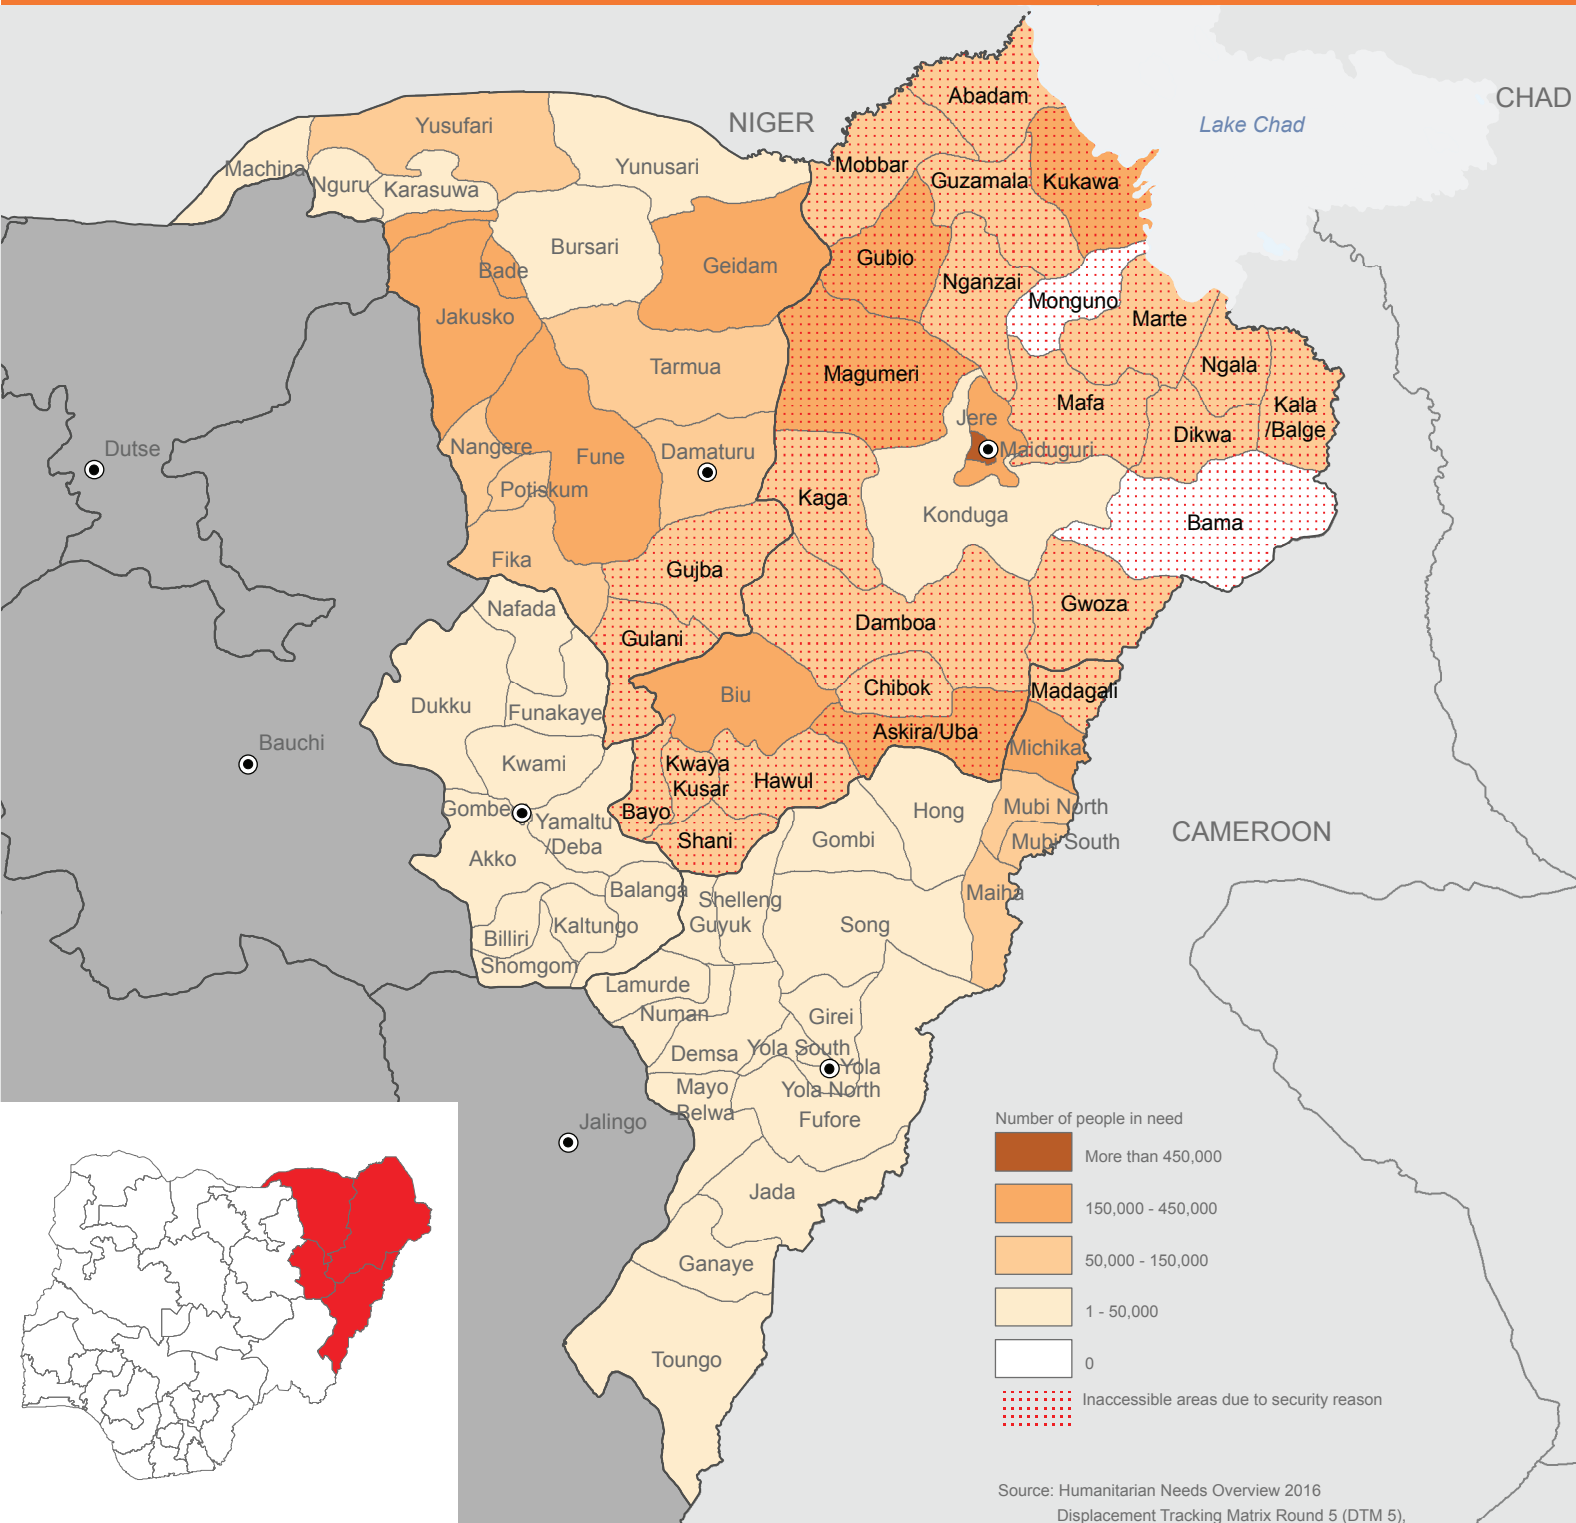 CHAD
Abadam
NIGER
Lake Chad
Yusufari
Machina
Yunusari
Mobbar
Nguru
Karasuwa
Guzamala
Kukawa
Bursari
Gubio
Geidam
Bade
Nganzai
Monguno
Jakusko
Marte
Tarmua
Ngala
Magumeri
Mafa
Kala
/Balge
Jere
Dikwa
Dutse
Nangere
Fune
Damaturu
Maiduguri
Potiskum
Kaga
Konduga
Bama
Fika
Gujba
Gwoza
Nafada
Damboa
Gulani
Chibok
Madagali
Biu
Dukku
Funakaye
Askira/Uba
Michika
Bauchi
Kwami
Kwaya
Kusar
Hawul
Gombe
Bayo
Hong
Mubi North
Yamaltu
/Deba
CAMEROON
Shani
Gombi
Mubi South
Akko
Balanga
Maiha
Shelleng
Guyuk
Song
Kaltungo
Billiri
Shomgom
Lamurde
Numan
Girei
Demsa
Yola South
Yola
Mayo
-Belwa
Yola North
Fufore
Jalingo
Jada
Ganaye
Toungo
Number of people in need
More than 450,000
150,000 - 450,000
50,000 - 150,000
1 - 50,000
0
Inaccessible areas due to security reason
Source: Humanitarian Needs Overview 2016
Displacement Tracking Matrix Round 5 (DTM 5),